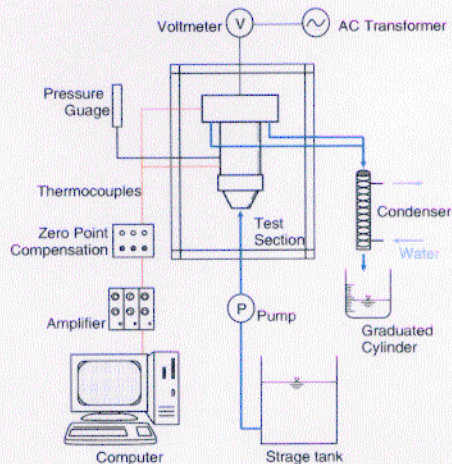 Voltmeter
V
AC Transformer
Pressure
Guage
Thermocouples
Zero Point
Compensation
Test
Section
Condenser
Water
Amplifier
P
Pump
Graduated
Cylinder
Computer
Strage tank